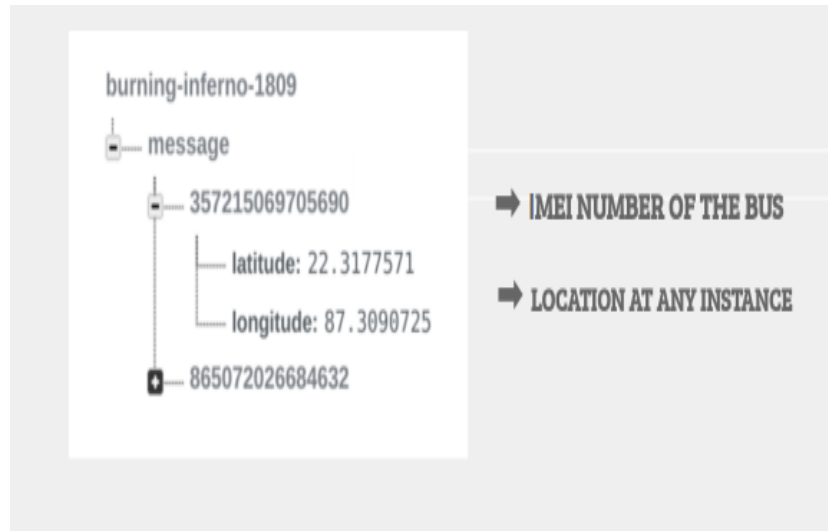 burning-inferno-1809
message
357215069705690
IMEI NUMBER OF THE BUS
latitude: 22.3177571
LOCATION AT ANY INSTANCE
longitude: 87.3090725
865072026684632